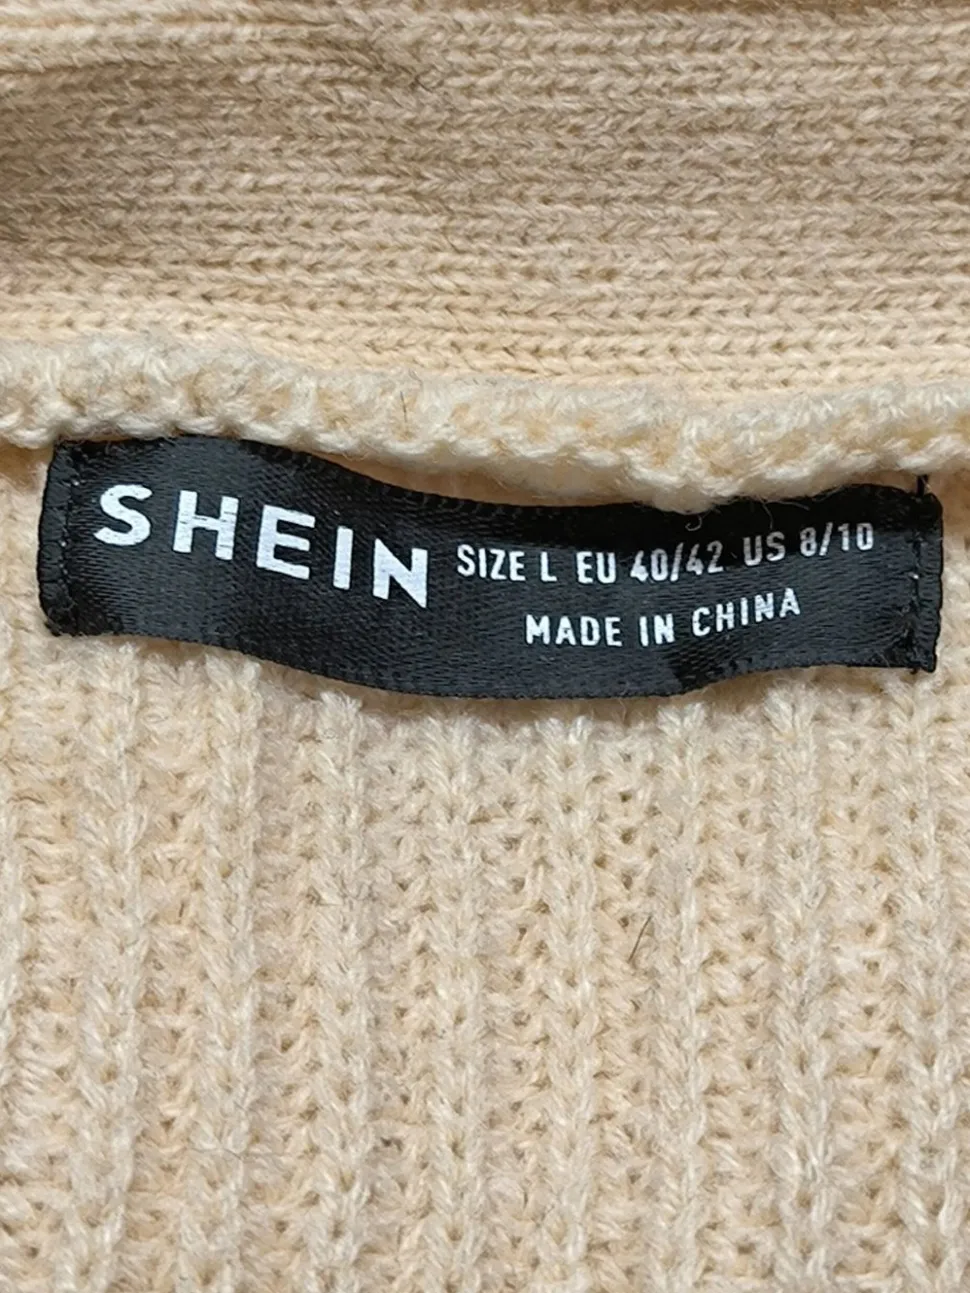 SHEIN
SIZE L EU 40/42 US 8/10
MADE IN CHINA